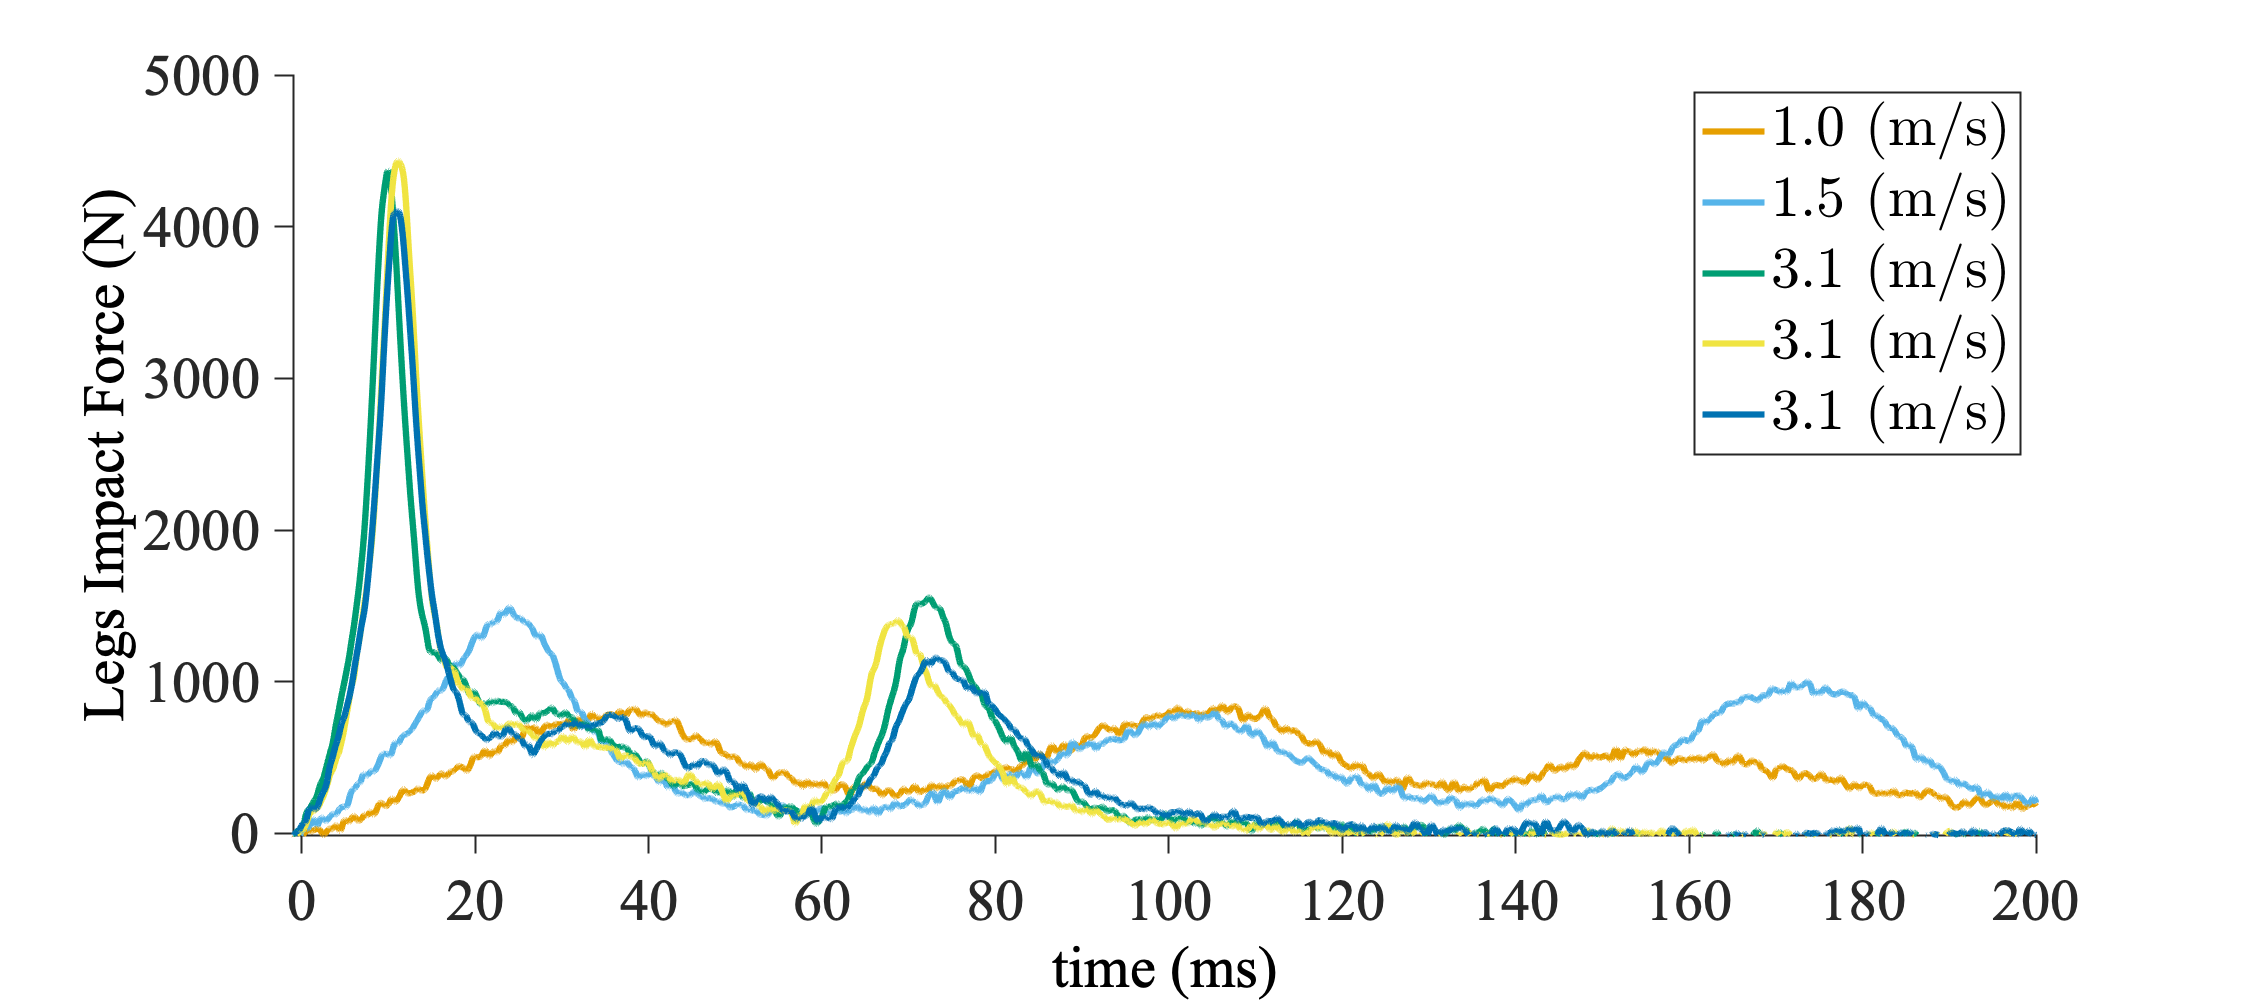 5000
4000
3000
2000
1000
0
Legs Impact Force (N)
0 20 40 60 80 100 120 140 160 180 200
time (ms)
1.0 (m/s)
1.5 (m/s)
3.1 (m/s)
3.1 (m/s)
3.1 (m/s)